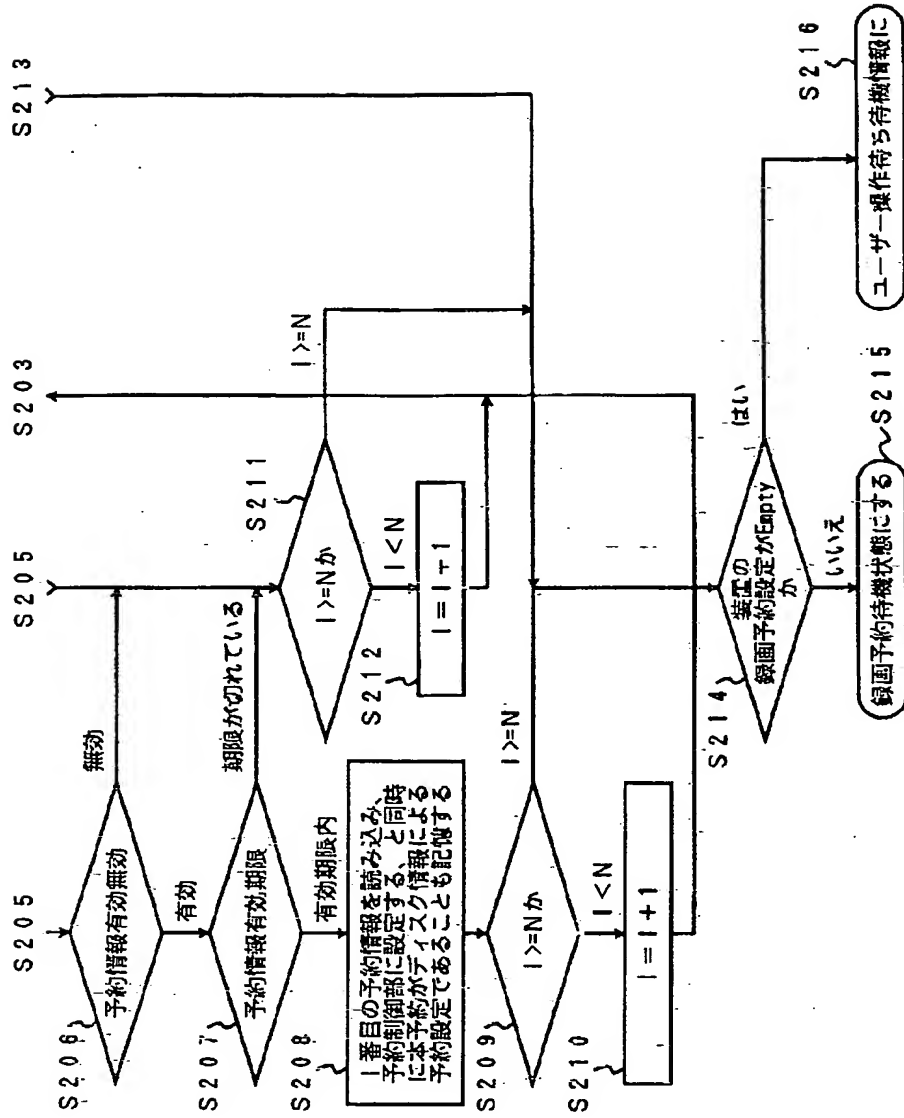 S205
S205
S203
S213
S206
予約情報有効無効
無効
有効
S207
予約情報有効期限
期限が切れている
有効期限内
S208
I番目の予約情報を読み込み、
予約制御部に設定する、と同時
に本予約がディスク情報による
予約設定であることも記憶する
S209
I>=Nか
I>=N
I<N
S210
I=I+1
S211
I>=Nか
I>=N
I<N
S212
I=I+1
S214
装置の
録画予約設定がEmpty
か
はい
いいえ
S215
録画予約待機状態にする
S216
ユーザー操作待ち待機情報に